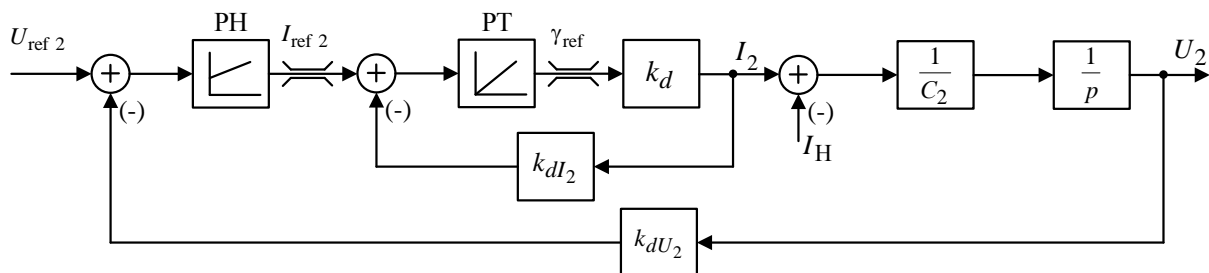 PH
PT
U_ref 2
+
(-)
I_ref 2
+
(-)
γ_ref
k_d
I_2
+
(-)
I_H
1
C_2
1
p
U_2
k_dI_2
k_dU_2